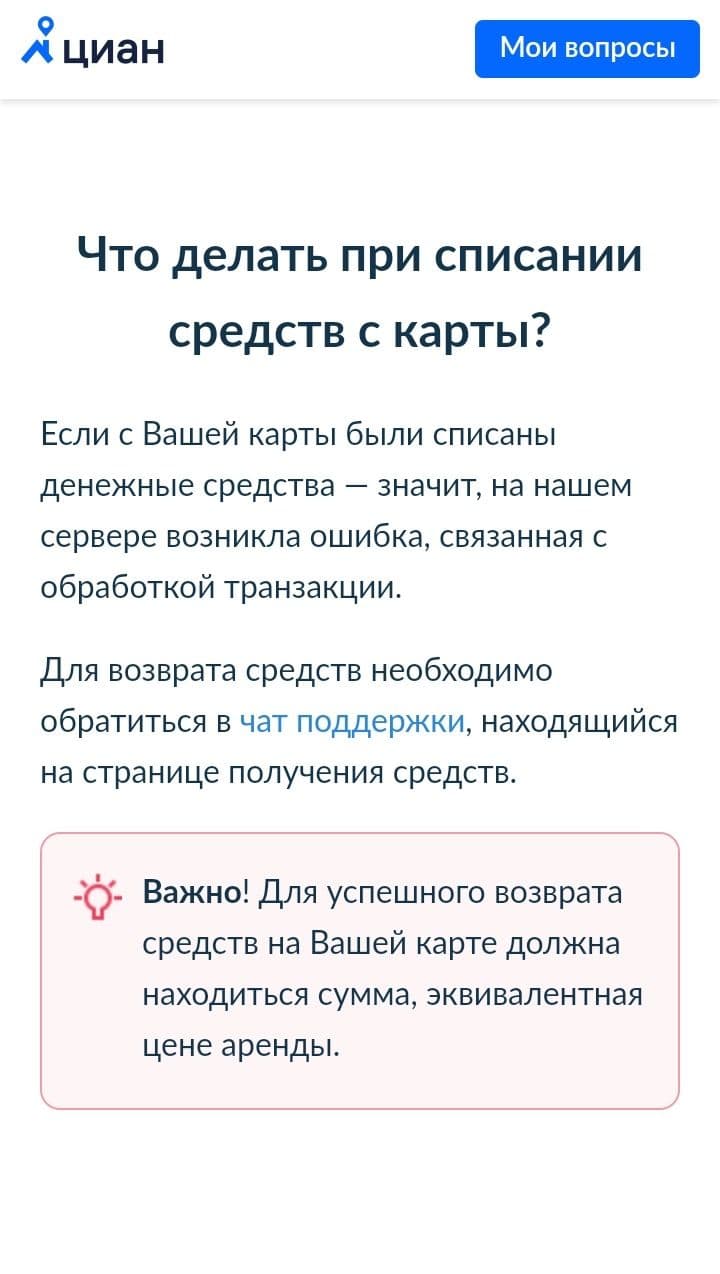 циан
Мои вопросы
Что делать при списании
средств с карты?
Если с Вашей карты были списаны
денежные средства — значит, на нашем
сервере возникла ошибка, связанная с
обработкой транзакции.
Для возврата средств необходимо
обратиться в чат поддержки, находящийся
на странице получения средств.
Важно! Для успешного возврата
средств на Вашей карте должна
находиться сумма, эквивалентная
цене аренды.